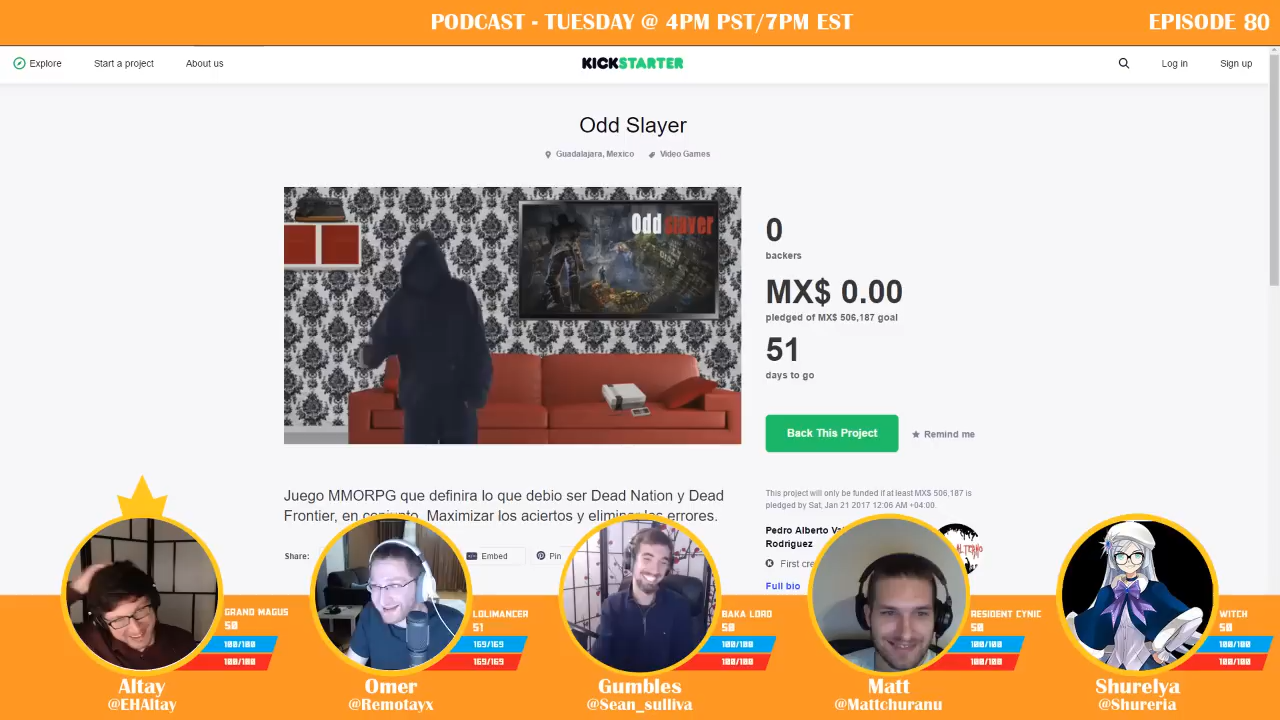 PODCAST - TUESDAY @ 4PM PST/7PM EST
EPISODE 80
Explore
Start a project
About us
KICKSTARTER
Log in
Sign up
Odd Slayer
Guadalajara, Mexico
Video Games
Odd slayer
0
backers
MX$ 0.00
pledged of MX$ 506,187 goal
51
days to go
Back This Project
Remind me
Juego MMORPG que definira lo que debio ser Dead Nation y Dead
Frontier, en conjunto. Maximizar los aciertos y eliminar los errores.
This project will only be funded if at least MX$ 506,187 is
pledged by Sat, Jan 21 2017 12:06 AM +04:00.
Share:
Embed
Pin
Pedro Alberto
Rodriguez
First
Full bio
GRAND MAGUS
50
100/100
100/100
LOLIMANCER
51
169/169
169/169
BAKA LORD
50
100/100
100/100
RESIDENT CYNIC
50
100/100
100/100
WITCH
50
100/100
100/100
Altay
@EHAltay
Omer
@Remotayx
Gumbles
@Sean_sulliva
Matt
@Mattchuranu
Shurelya
@Shureria